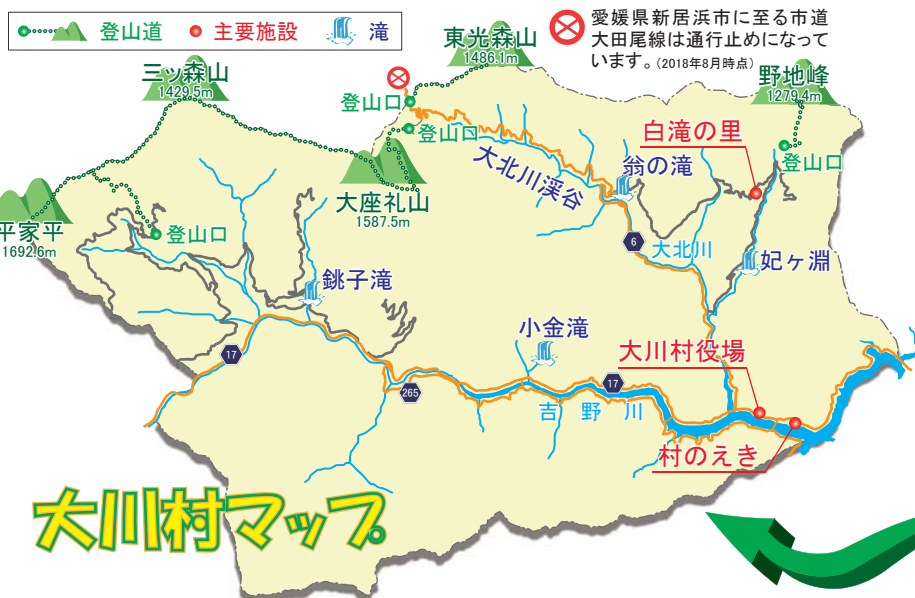 登山道 主要施設 滝
愛媛県新居浜市に至る市道
大田尾線は通行止めになって
います。(2018年8月時点)
東光森山
1486.1m
三ッ森山
1429.5m
野地峰
1279.4m
登山口
登山口
白滝の里
登山口
大北川渓谷
翁の滝
大座礼山
1587.5m
平家平
1692.6m
登山口
6
大北川
妃ヶ淵
銚子滝
小金滝
大川村役場
17
265
17
吉野川
村のえき
大川村マップ